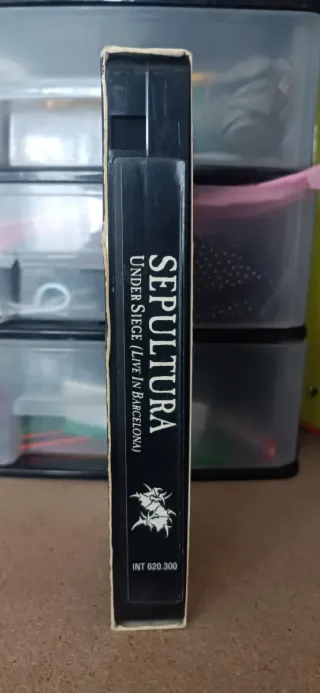 SEPULTURA
UNDER SIEGE (LIVE IN BARCELONA)
INT 620.300